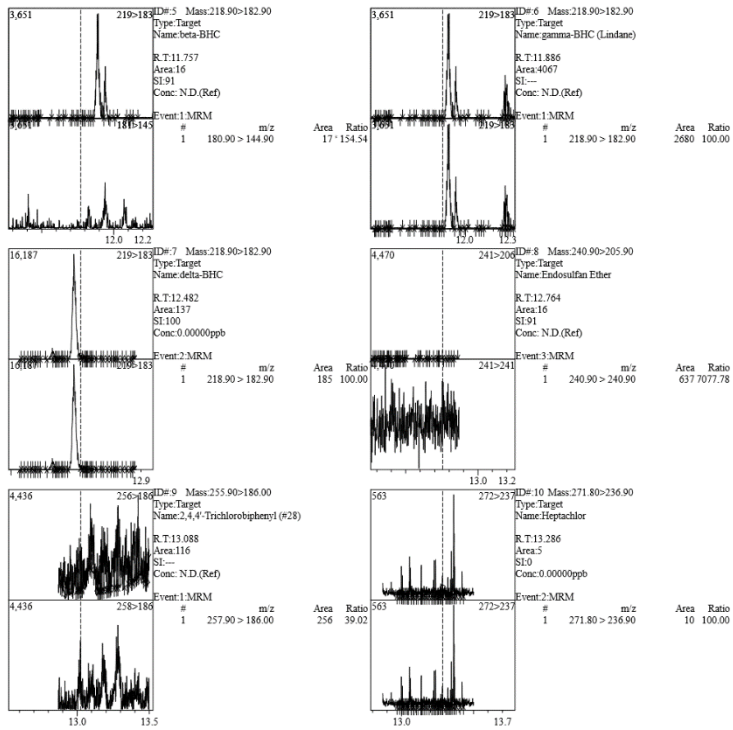 3,651 219>183 ID#:5 Mass:218.90>182.90
Type:Target
Name:beta-BHC
R.T:11.757
Area:16
SI:91
Conc: N.D.(Ref)
Event:1:MRM
3,651 181>145
# m/z Area Ratio
1 180.90 > 144.90 17 * 154.54
12.0 12.2
3,651 219>183 ID#:6 Mass:218.90>182.90
Type:Target
Name:gamma-BHC (Lindane)
R.T:11.886
Area:4067
SI:---
Conc: N.D.(Ref)
Event:1:MRM
3,651 219>183
# m/z Area Ratio
1 218.90 > 182.90 2680 100.00
12.0 12.3
16,187 219>183 ID#:7 Mass:218.90>182.90
Type:Target
Name:delta-BHC
R.T:12.482
Area:137
SI:100
Conc:0.00000ppb
Event:2:MRM
16,187 219>183
# m/z Area Ratio
1 218.90 > 182.90 185 100.00
12.9
4,470 241>206 ID#:8 Mass:240.90>205.90
Type:Target
Name:Endosulfan Ether
R.T:12.764
Area:16
SI:91
Conc: N.D.(Ref)
Event:3:MRM
241>241
# m/z Area Ratio
1 240.90 > 240.90 637 7077.78
13.0 13.2
4,436 256>186 ID#:9 Mass:255.90>186.00
Type:Target
Name:2,4,4'-Trichlorobiphenyl (#28)
R.T:13.088
Area:116
SI:---
Conc: N.D.(Ref)
Event:1:MRM
4,436 258>186
# m/z Area Ratio
1 257.90 > 186.00 256 39.02
13.0 13.5
563 272>237 ID#:10 Mass:271.80>236.90
Type:Target
Name:Heptachlor
R.T:13.286
Area:5
SI:0
Conc:0.00000ppb
Event:2:MRM
563 272>237
# m/z Area Ratio
1 271.80 > 236.90 10 100.00
13.0 13.7